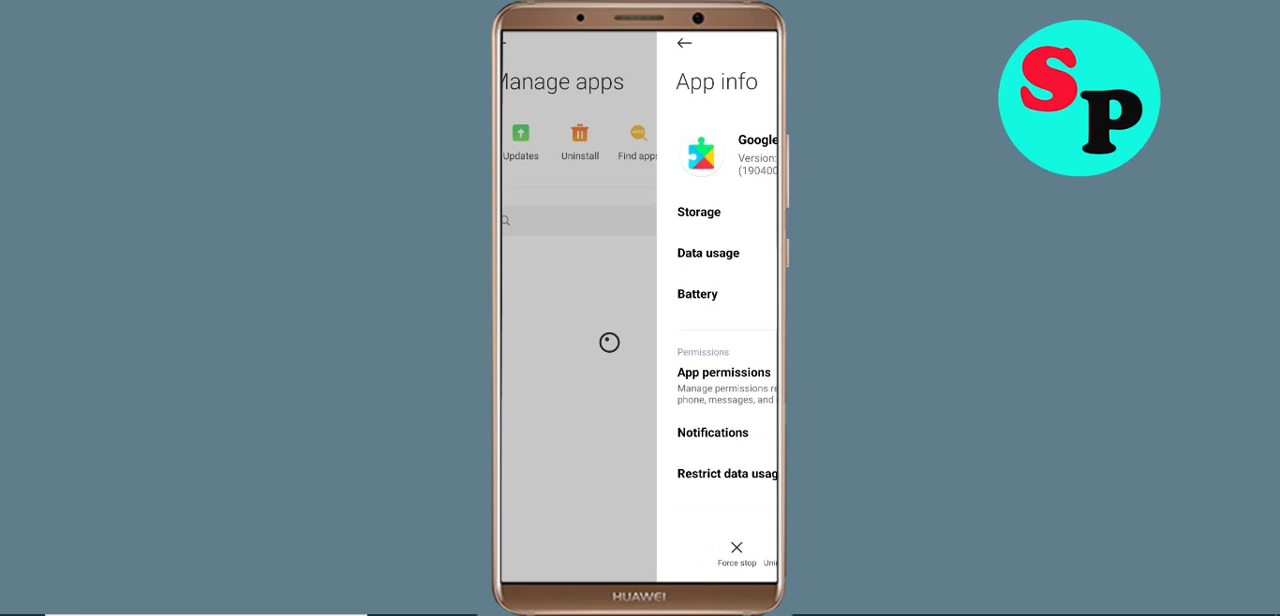 Manage apps
Updates
Uninstall
Find apps
App info
Google
Version:
(190400
Storage
Data usage
Battery
Permissions
App permissions
Manage permissions re
phone, messages, and
Notifications
Restrict data usag
Force stop
Uni
HUAWEI
SP